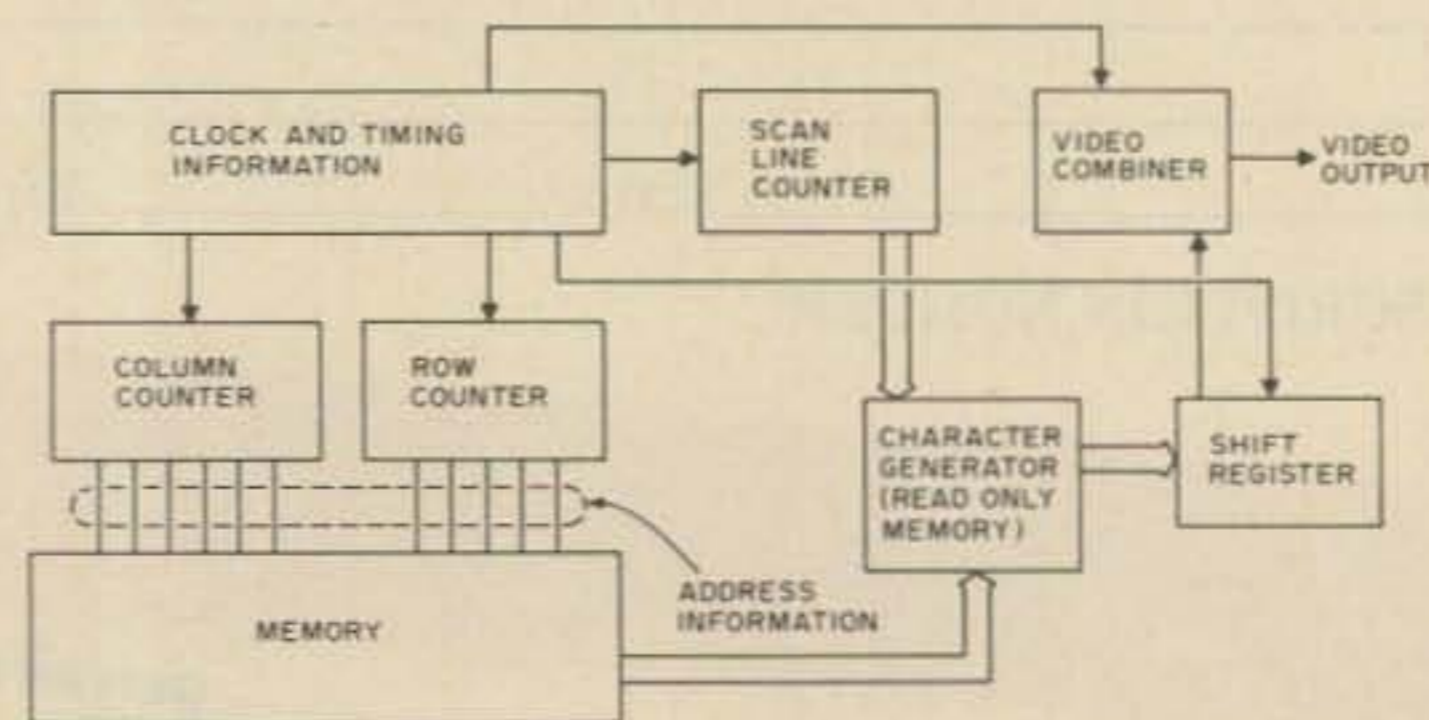 CLOCK AND TIMING
INFORMATION
SCAN
LINE
COUNTER
VIDEO
COMBINER
VIDEO
OUTPUT
COLUMN
COUNTER
ROW
COUNTER
CHARACTER
GENERATOR
(READ ONLY
MEMORY)
SHIFT
REGISTER
ADDRESS
INFORMATION
MEMORY